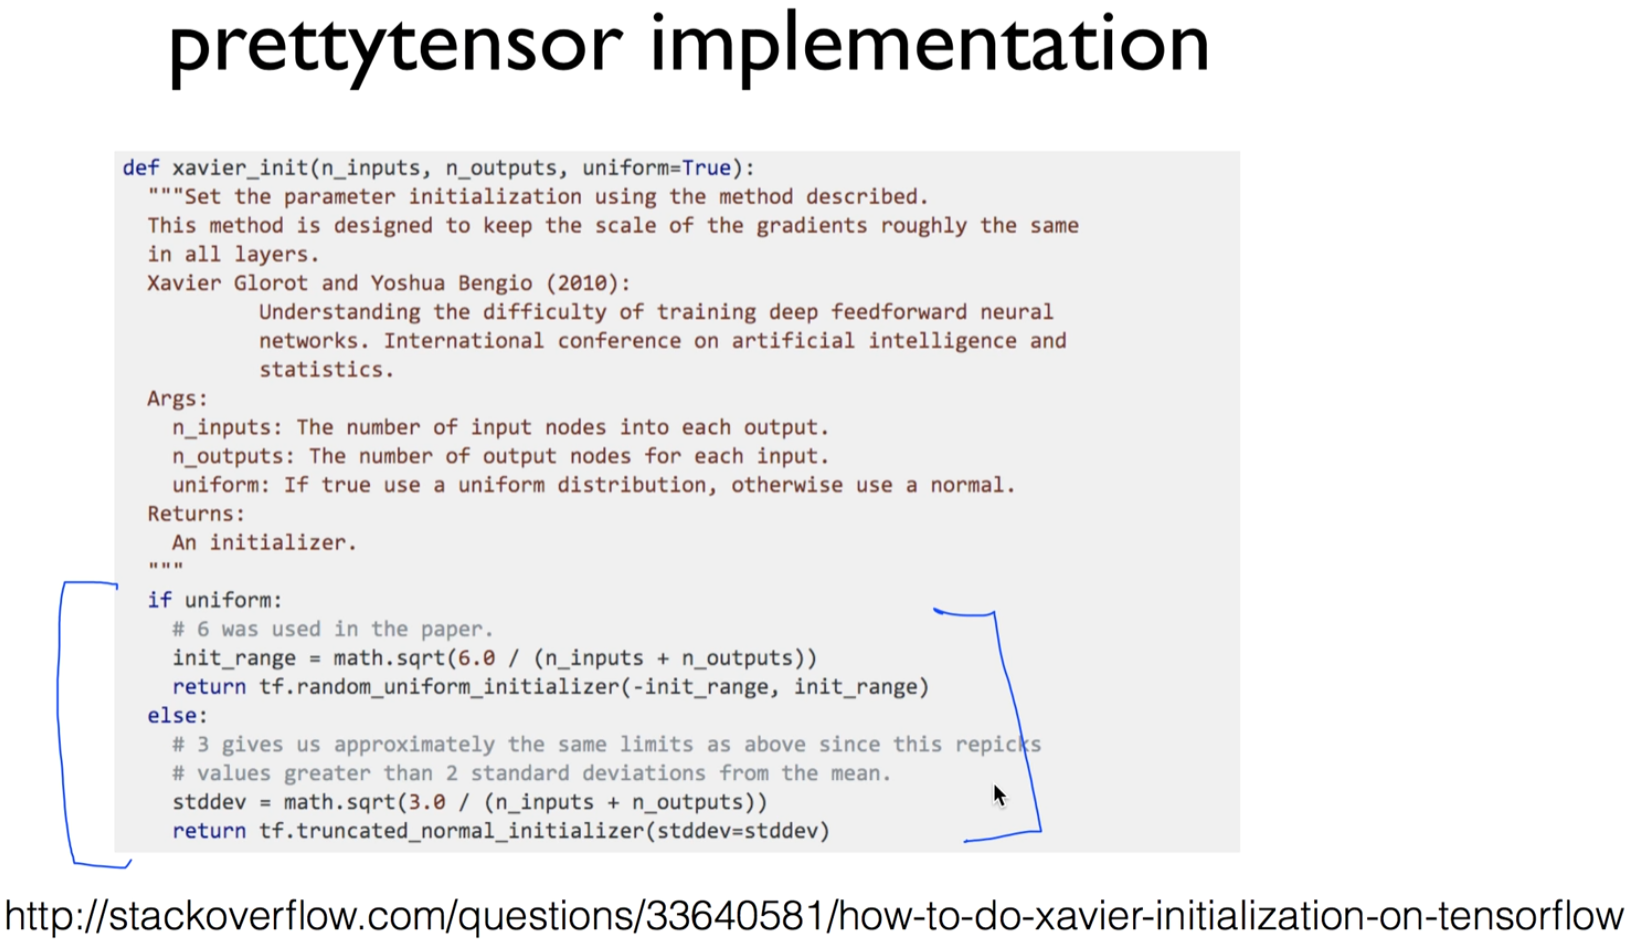 prettytensor implementation
def xavier_init(n_inputs, n_outputs, uniform=True):
  """Set the parameter initialization using the method described.
  This method is designed to keep the scale of the gradients roughly the same
  in all layers.
  Xavier Glorot and Yoshua Bengio (2010):
           Understanding the difficulty of training deep feedforward neural
           networks. International conference on artificial intelligence and
           statistics.
  Args:
    n_inputs: The number of input nodes into each output.
    n_outputs: The number of output nodes for each input.
    uniform: If true use a uniform distribution, otherwise use a normal.
  Returns:
    An initializer.
  """
  if uniform:
    # 6 was used in the paper.
    init_range = math.sqrt(6.0 / (n_inputs + n_outputs))
    return tf.random_uniform_initializer(-init_range, init_range)
  else:
    # 3 gives us approximately the same limits as above since this repicks
    # values greater than 2 standard deviations from the mean.
    stddev = math.sqrt(3.0 / (n_inputs + n_outputs))
    return tf.truncated_normal_initializer(stddev=stddev)
http://stackoverflow.com/questions/33640581/how-to-do-xavier-initialization-on-tensorflow